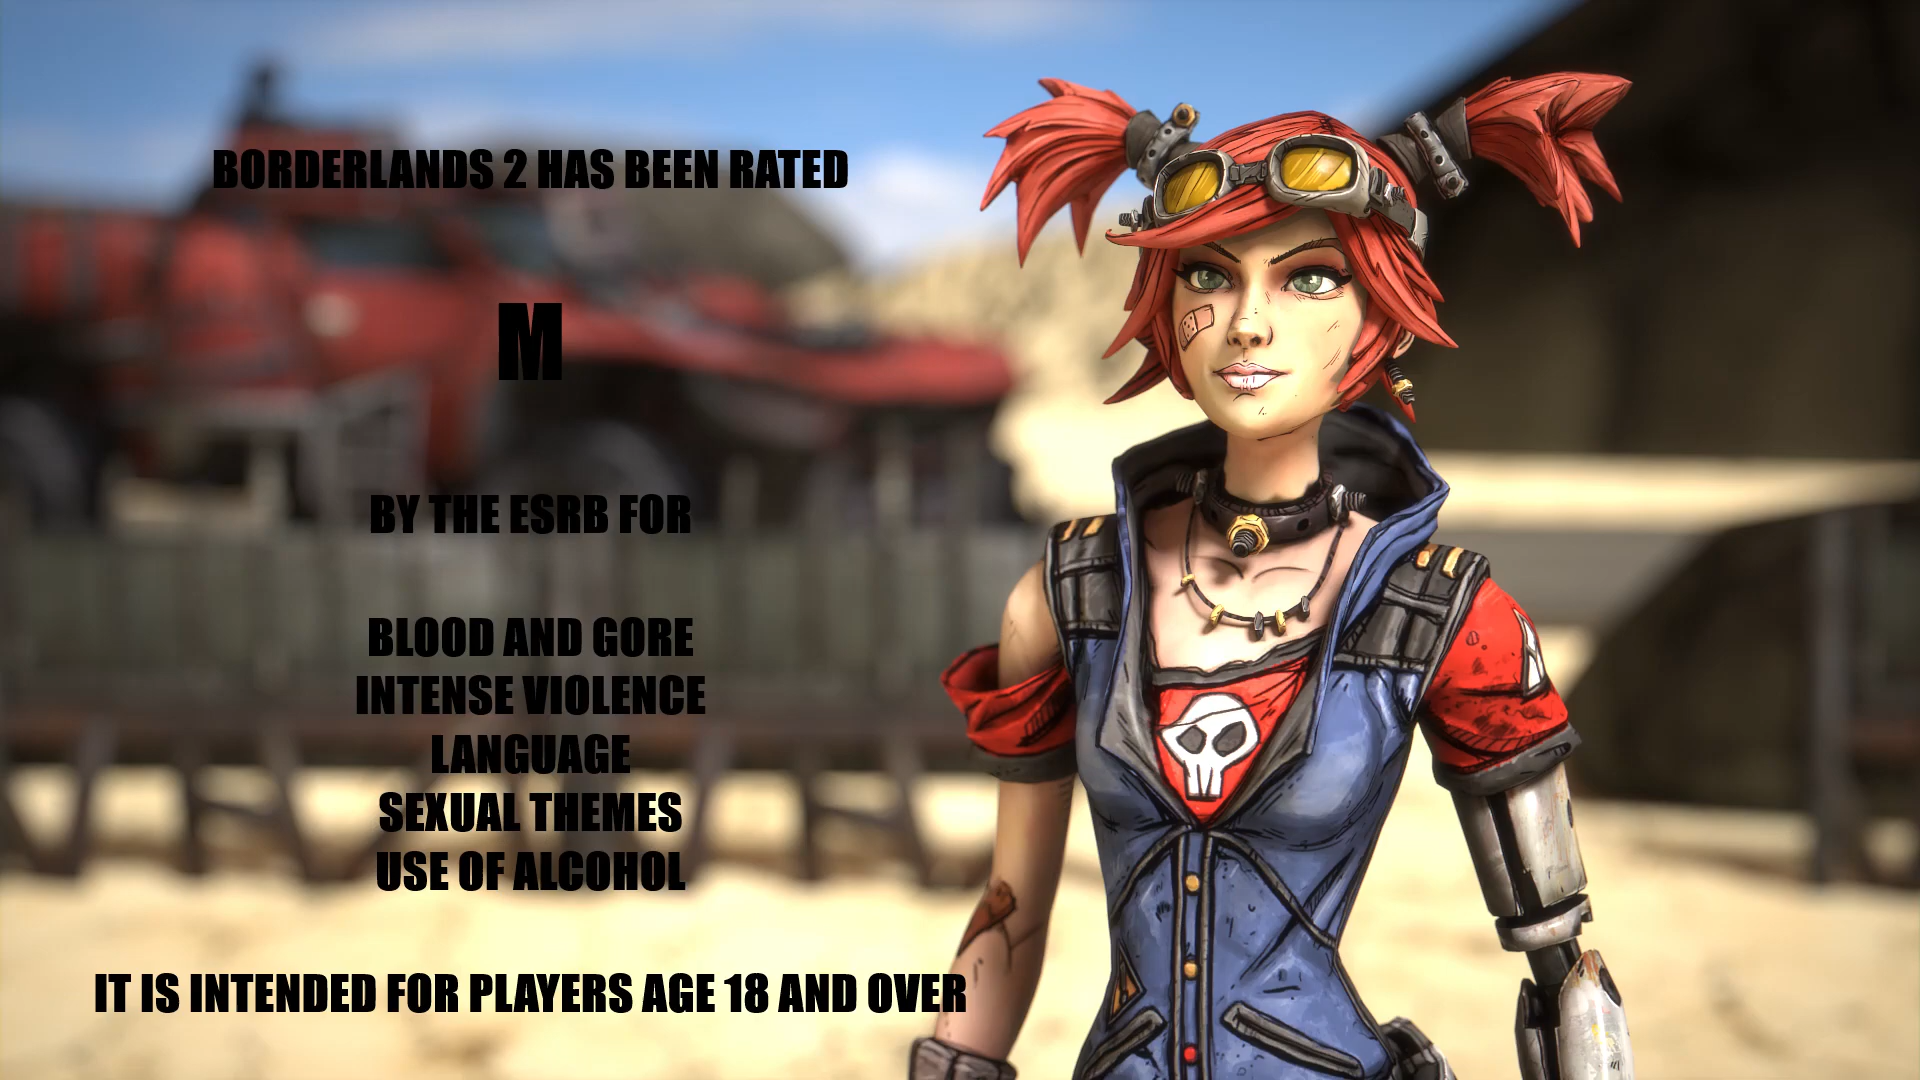 BORDERLANDS 2 HAS BEEN RATED
M
BY THE ESRB FOR
BLOOD AND GORE
INTENSE VIOLENCE
LANGUAGE
SEXUAL THEMES
USE OF ALCOHOL
IT IS INTENDED FOR PLAYERS AGE 18 AND OVER